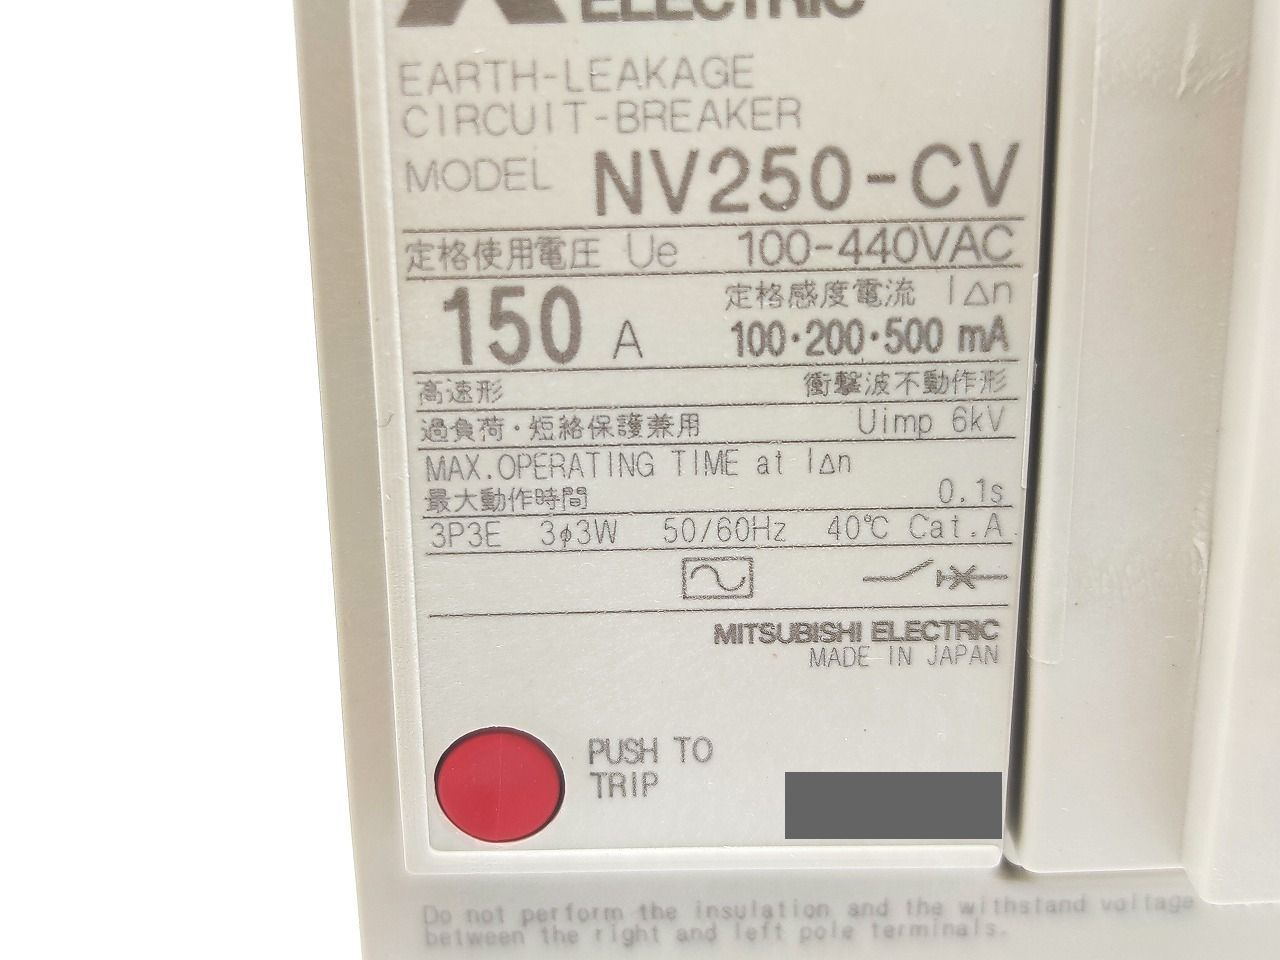 ELECTRIC
EARTH-LEAKAGE
CIRCUIT-BREAKER
MODEL NV250-CV
定格使用電圧 Ue 100-440VAC
150 A 定格感度電流 I△n
100・200・500 mA
高速形 衝撃波不動作形
過負荷・短絡保護兼用 Uimp 6kV
MAX.OPERATING TIME at I△n
最大動作時間 0.1s
3P3E 3φ3W 50/60Hz 40℃ Cat.A
MITSUBISHI ELECTRIC
MADE IN JAPAN
PUSH TO
TRIP
Do not perform the insulation and the withstand voltage
between the right and left pole terminals.